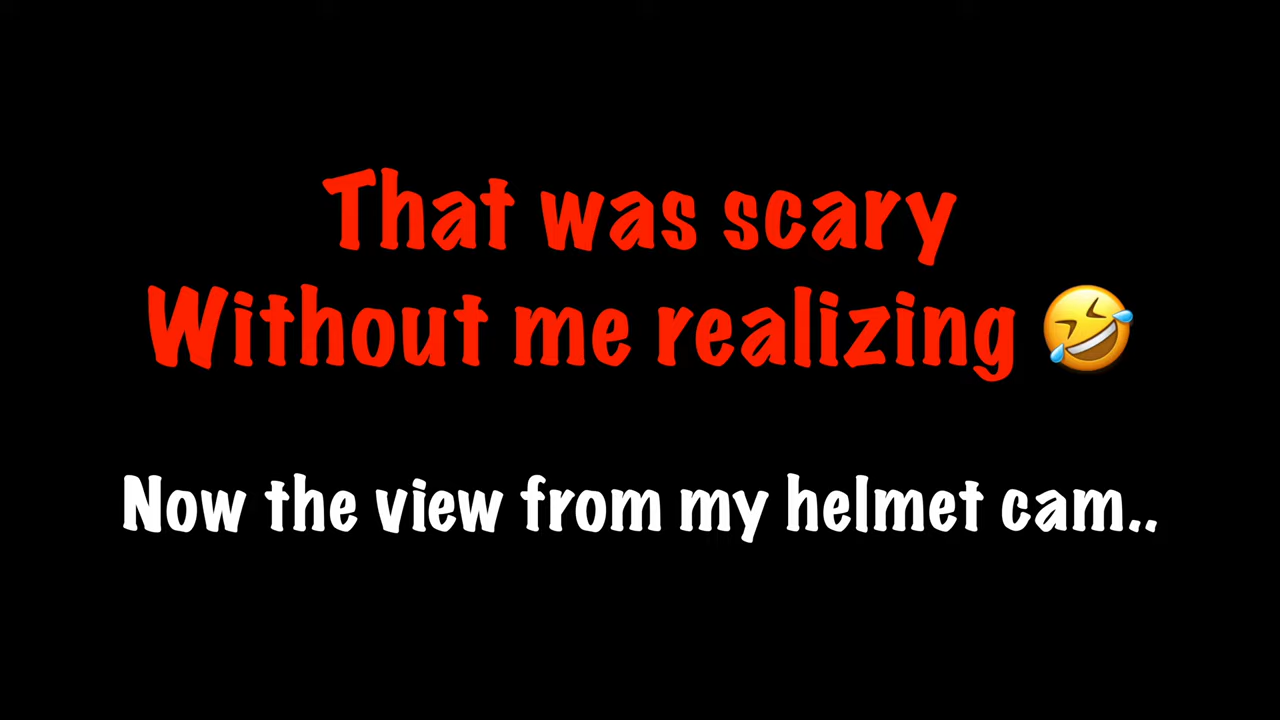 That was scary
Without me realizing 🤣
Now the view from my helmet cam..